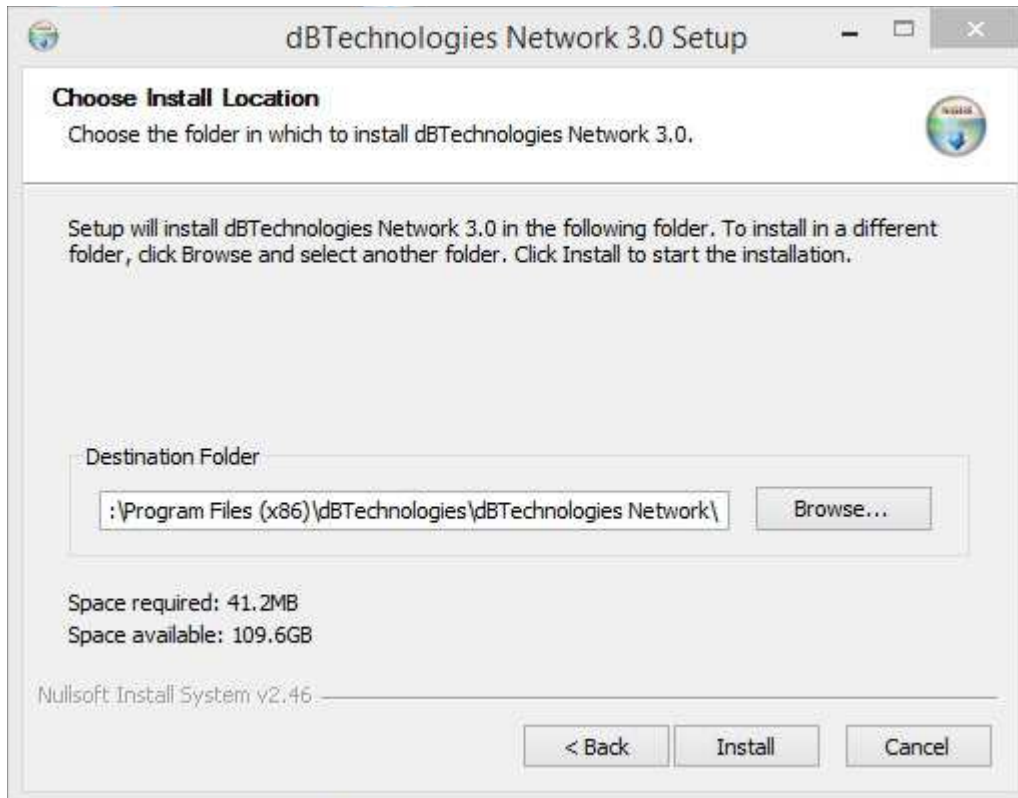 dBTechnologies Network 3.0 Setup
Choose Install Location
Choose the folder in which to install dBTechnologies Network 3.0.
Setup will install dBTechnologies Network 3.0 in the following folder. To install in a different
folder, click Browse and select another folder. Click Install to start the installation.
Destination Folder
:\Program Files (x86)\dBTechnologies\dBTechnologies Network\
Browse...
Space required: 41.2MB
Space available: 109.6GB
Nullsoft Install System v2.46
< Back
Install
Cancel